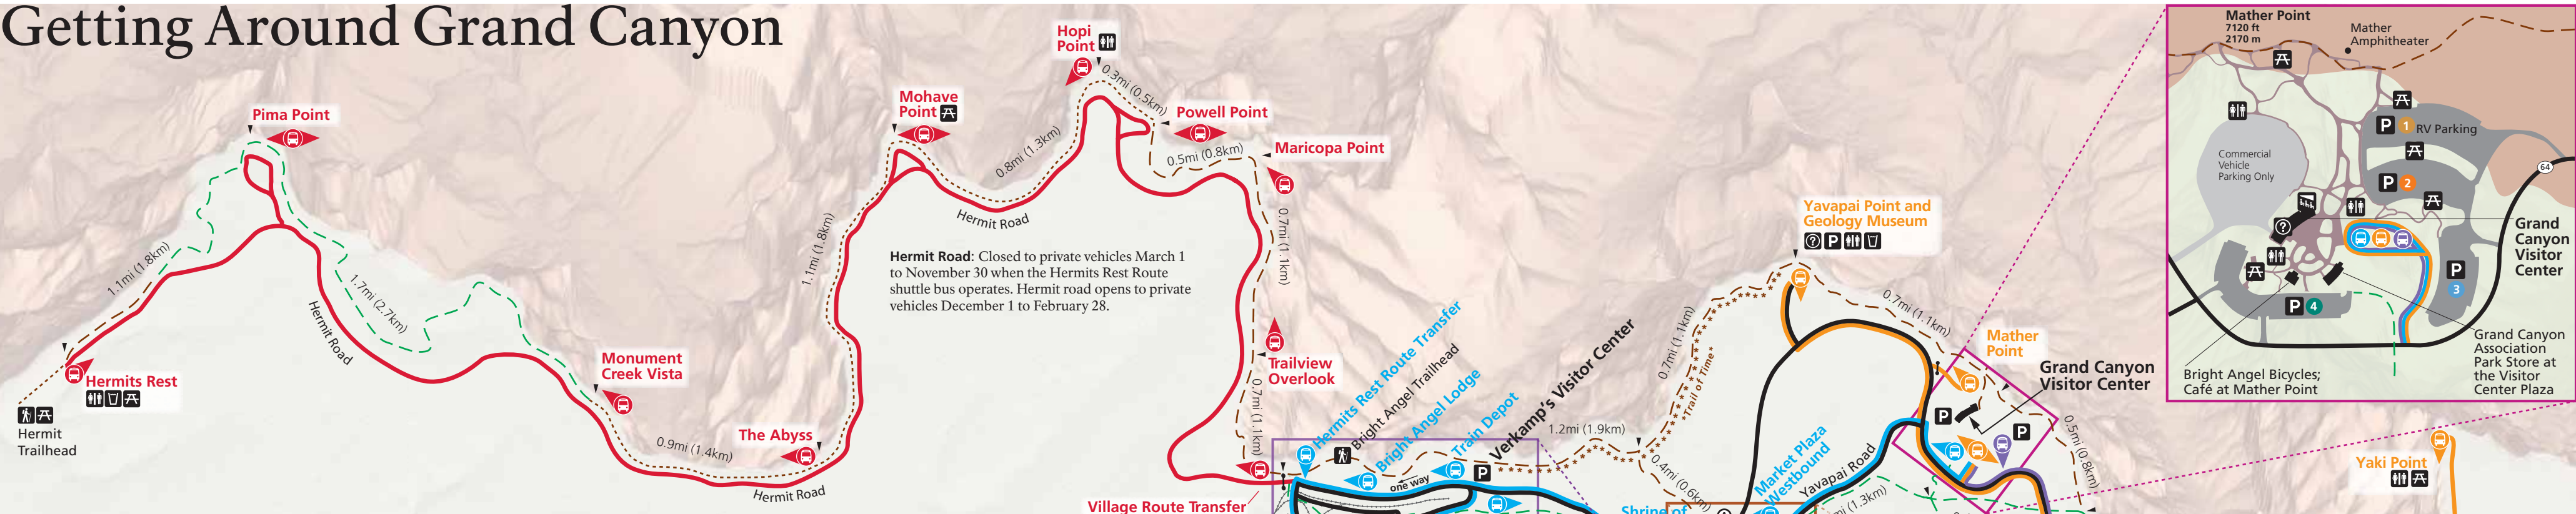 Getting Around Grand Canyon
Pima Point
1.1mi (1.8km)
Hermits Rest
Hermit
Trailhead
Hermit Road
1.7mi (2.7km)
Monument
Creek Vista
0.9mi (1.4km)
The Abyss
Hermit Road
1.1mi (1.8km)
Mohave
Point
0.8mi (1.3km)
Hermit Road
Hopi
Point
0.3mi (0.5km)
Powell Point
0.5mi (0.8km)
Maricopa Point
0.7mi (1.1km)
Hermit Road: Closed to private vehicles March 1
to November 30 when the Hermits Rest Route
shuttle bus operates. Hermit road opens to private
vehicles December 1 to February 28.
Trailview
Overlook
0.7mi (1.1km)
Village Route Transfer
Hermits Rest Route Transfer
Bright Angel Trailhead
Bright Angel Lodge
Train Depot
Verkamp's Visitor Center
P
one way
1.2mi (1.9km)
0.4mi (0.6km)
Shrine of
0.7mi (1.1km)
"Trail of Time"
Yavapai Point and
Geology Museum
? P
0.7mi (1.1km)
Mather
Point
Grand Canyon
Visitor Center
P
P
Market Plaza
Westbound
Yavapai Road
mi (1.3km)
0.5mi (0.8km)
Yaki Point
Mather Point
7120 ft
2170 m
Mather
Amphitheater
P 1 RV Parking
Commercial
Vehicle
Parking Only
P 2
64
?
Grand
Canyon
Visitor
Center
P
3
P 4
Bright Angel Bicycles;
Café at Mather Point
Grand Canyon
Association
Park Store at
the Visitor
Center Plaza